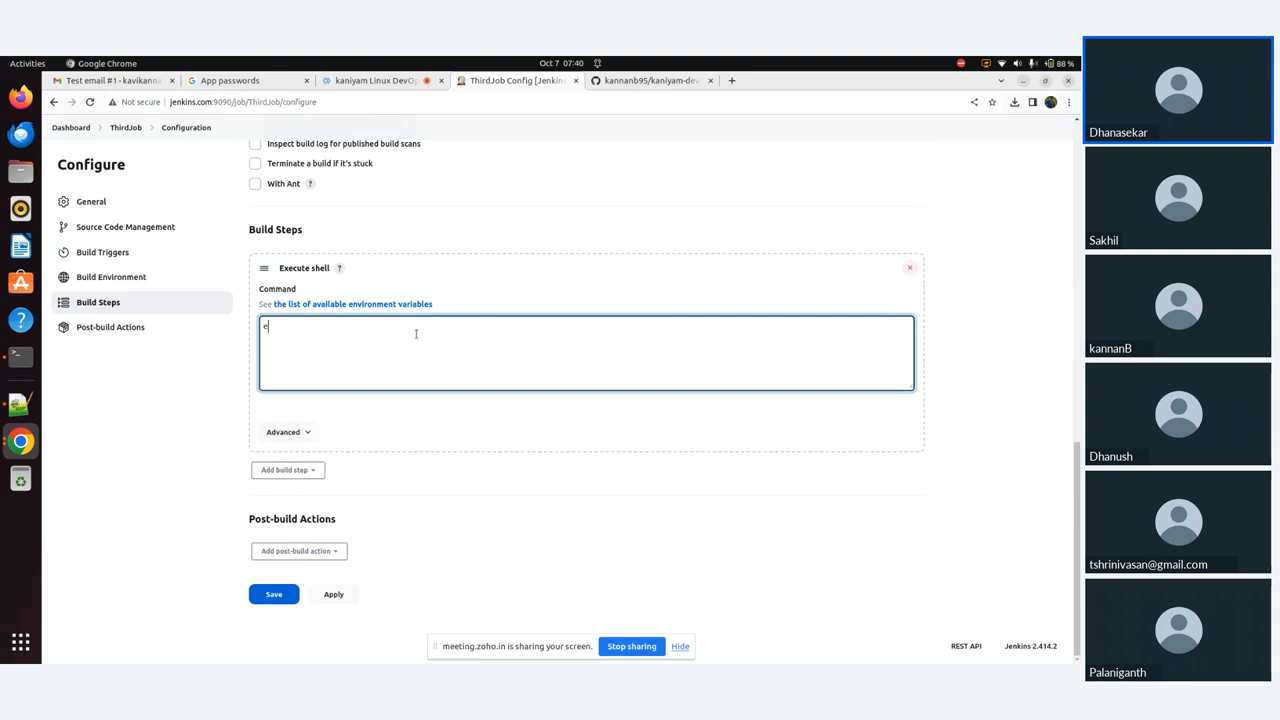 Activities
Google Chrome
Oct 7 07:40
88 %
Test email #1 - kavikanna
App passwords
kaniyam Linux DevOp
ThirdJob Config [Jenkin
kannanb95/kaniyam-dev
Not secure
jenkins.com:9090/job/ThirdJob/configure
Dashboard
ThirdJob
Configuration
Configure
General
Source Code Management
Build Triggers
Build Environment
Build Steps
Post-build Actions
Inspect build log for published build scans
Terminate a build if it's stuck
With Ant ?
Build Steps
Execute shell ?
Command
See the list of available environment variables
e
Advanced
Add build step
Post-build Actions
Add post-build action
Save
Apply
meeting.zoho.in is sharing your screen.
Stop sharing
Hide
REST API
Jenkins 2.414.2
Dhanasekar
Sakhil
kannanB
Dhanush
tshrinivasan@gmail.com
Palaniganth